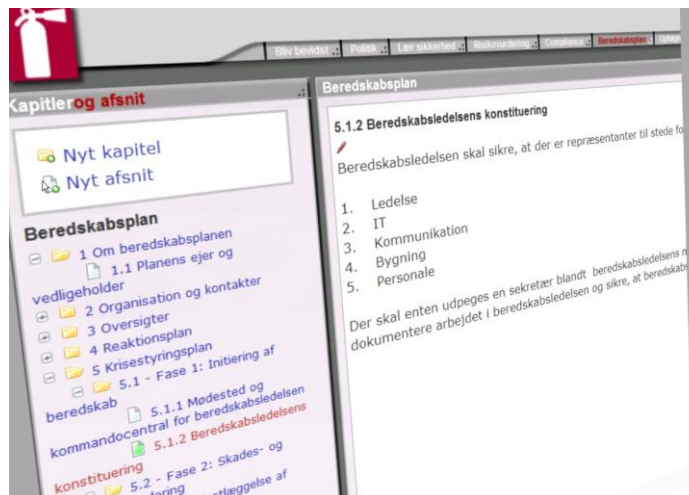 Bliv bevidst
Politik
Lær sikkerhed
Risikovurdering
Compliance
Beredskabsplan
Kapitler og afsnit
Nyt kapitel
Nyt afsnit
Beredskabsplan
1 Om beredskabsplanen
1.1 Planens ejer og
vedligeholder
2 Organisation og kontakter
3 Oversigter
4 Reaktionsplan
5 Krisestyringsplan
5.1 - Fase 1: Initiering af
beredskab
5.1.1 Mødested og
kommandocentral for beredskabsledelsen
5.1.2 Beredskabsledelsens
konstituering
5.2 - Fase 2: Skades- og
Beredskabsplan
5.1.2 Beredskabsledelsens konstituering
Beredskabsledelsen skal sikre, at der er repræsentanter til stede fo
1. Ledelse
2. IT
3. Kommunikation
4. Bygning
5. Personale
Der skal enten udpeges en sekretær blandt beredskabsledelsens m
dokumentere arbejdet i beredskabsledelsen og sikre, at beredskab